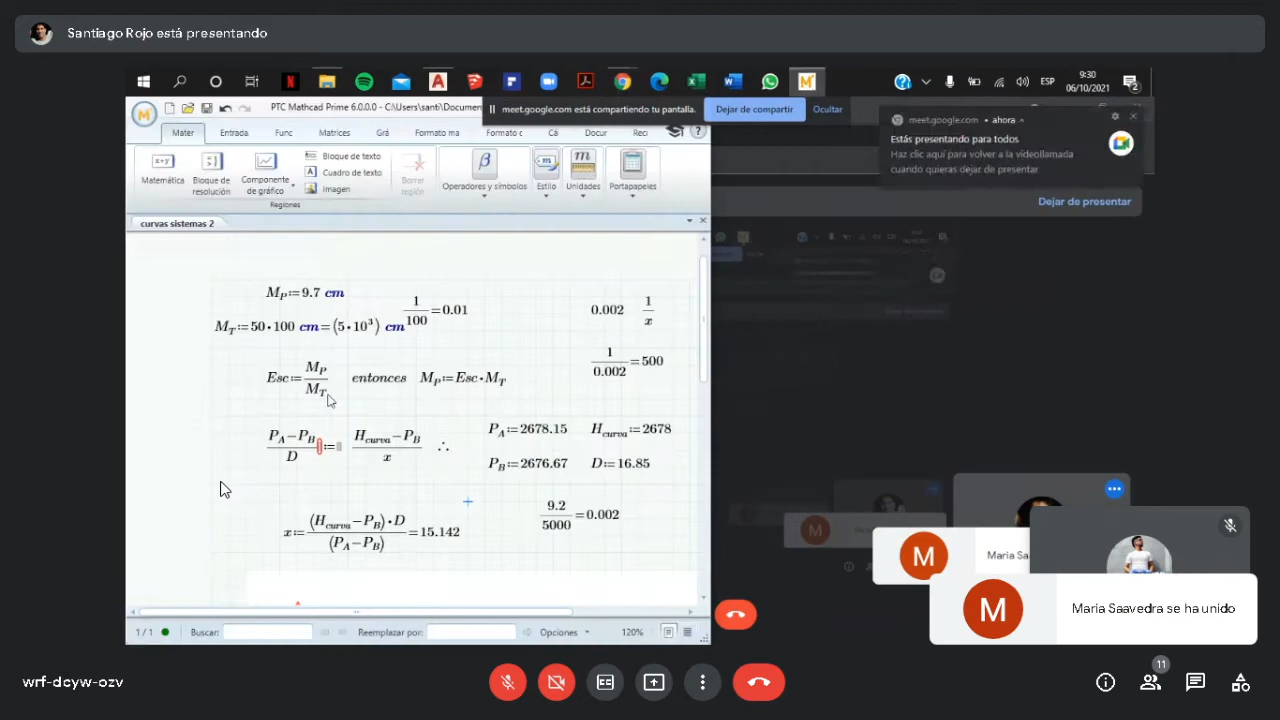 Santiago Rojo está presentando
ESP
9:30
06/10/2021
PTC Mathcad Prime 6.0.0.0 - C:\Users\santi\Documen
meet.google.com está compartiendo tu pantalla.
Dejar de compartir
Ocultar
meet.google.com • ahora
Estás presentando para todos
Haz clic aquí para volver a la videollamada
cuando quieras dejar de presentar
Dejar de presentar
Mater Entrada Func Matrices Grá Formato ma Formato c Cá Docur Reci
Matemática
Bloque de resolución
Componente de gráfico
Bloque de texto
Cuadro de texto
Imagen
Borrar región
Operadores y símbolos
Estilo
Unidades
Portapapeles
Regiones
curvas sistemas 2
M_P:=9.7 cm
1/100=0.01
0.002 1/x
M_T:=50•100 cm=(5•10^3) cm
1/0.002=500
Esc:=M_P/M_T entonces M_P:=Esc•M_T
P_A:=2678.15 H_curva:=2678
(P_A−P_B)/D := (H_curva−P_B)/x ∴
P_B:=2676.67 D:=16.85
9.2/5000=0.002
x:=((H_curva−P_B)•D)/(P_A−P_B)=15.142
1 / 1
Buscar:
Reemplazar por:
Opciones
120%
M
Maria Saa
M
M
Maria Saavedra se ha unido
wrf-dcyw-ozv
11